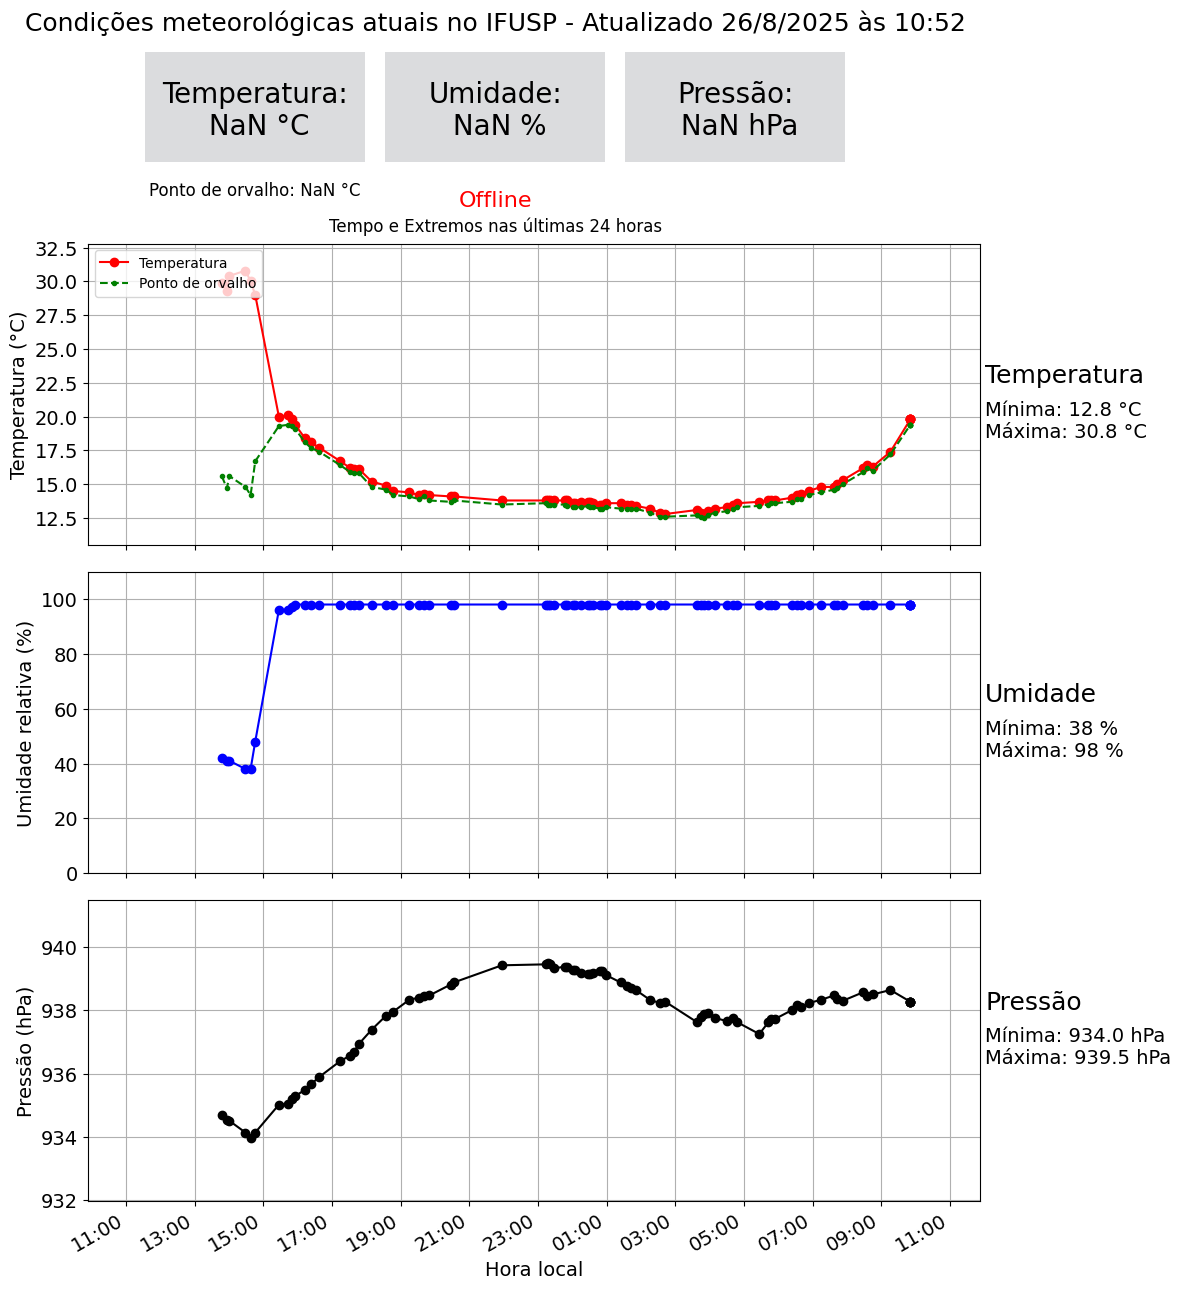 Condições meteorológicas atuais no IFUSP - Atualizado 26/8/2025 às 10:52
Temperatura:
NaN °C
Umidade:
NaN %
Pressão:
NaN hPa
Ponto de orvalho: NaN °C
Offline
Tempo e Extremos nas últimas 24 horas
Temperatura (°C)
32.5
30.0
27.5
25.0
22.5
20.0
17.5
15.0
12.5
Temperatura
Ponto de orvalho
Temperatura
Mínima: 12.8 °C
Máxima: 30.8 °C
Umidade relativa (%)
100
80
60
40
20
0
Umidade
Mínima: 38 %
Máxima: 98 %
Pressão (hPa)
940
938
936
934
932
Pressão
Mínima: 934.0 hPa
Máxima: 939.5 hPa
11:00
13:00
15:00
17:00
19:00
21:00
23:00
01:00
03:00
05:00
07:00
09:00
11:00
Hora local